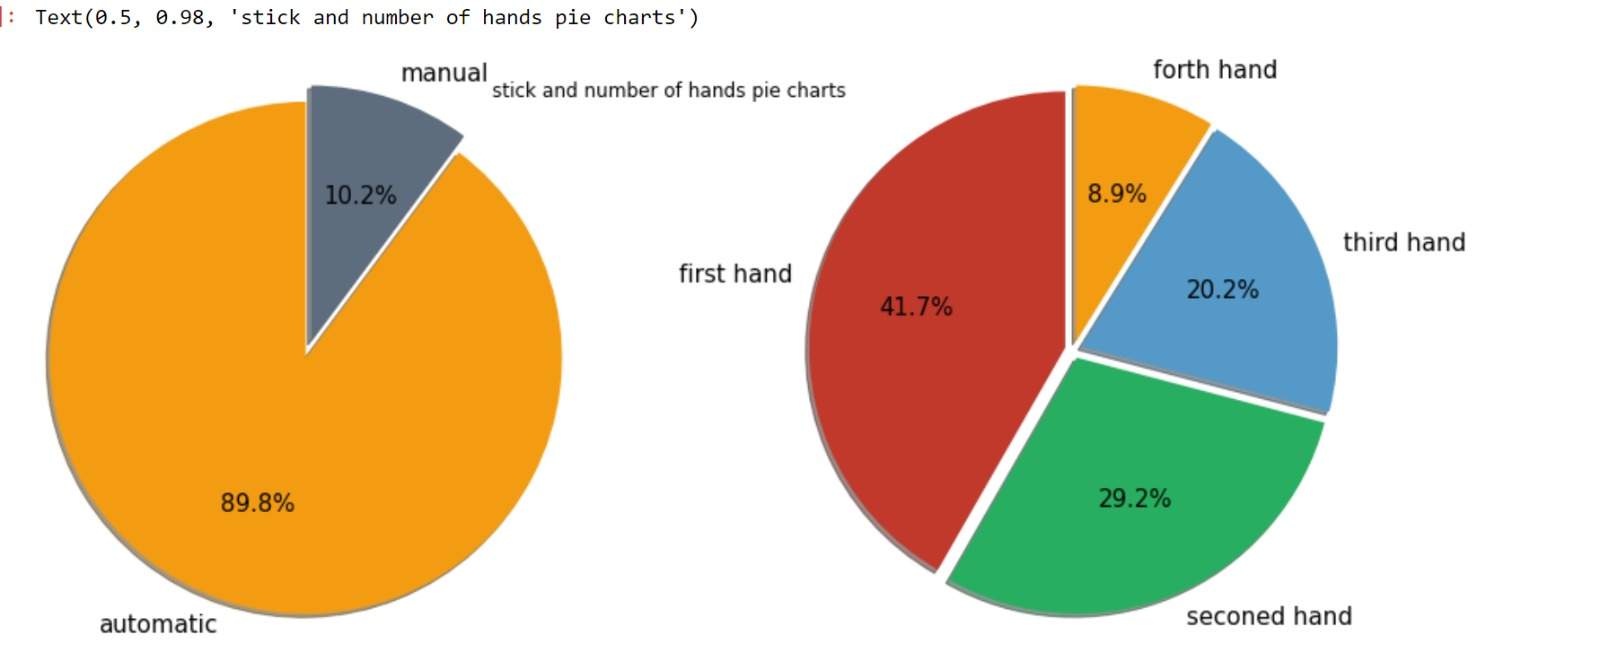 : Text(0.5, 0.98, 'stick and number of hands pie charts')
manual
stick and number of hands pie charts
10.2%
89.8%
automatic
forth hand
8.9%
third hand
20.2%
first hand
41.7%
29.2%
seconed hand